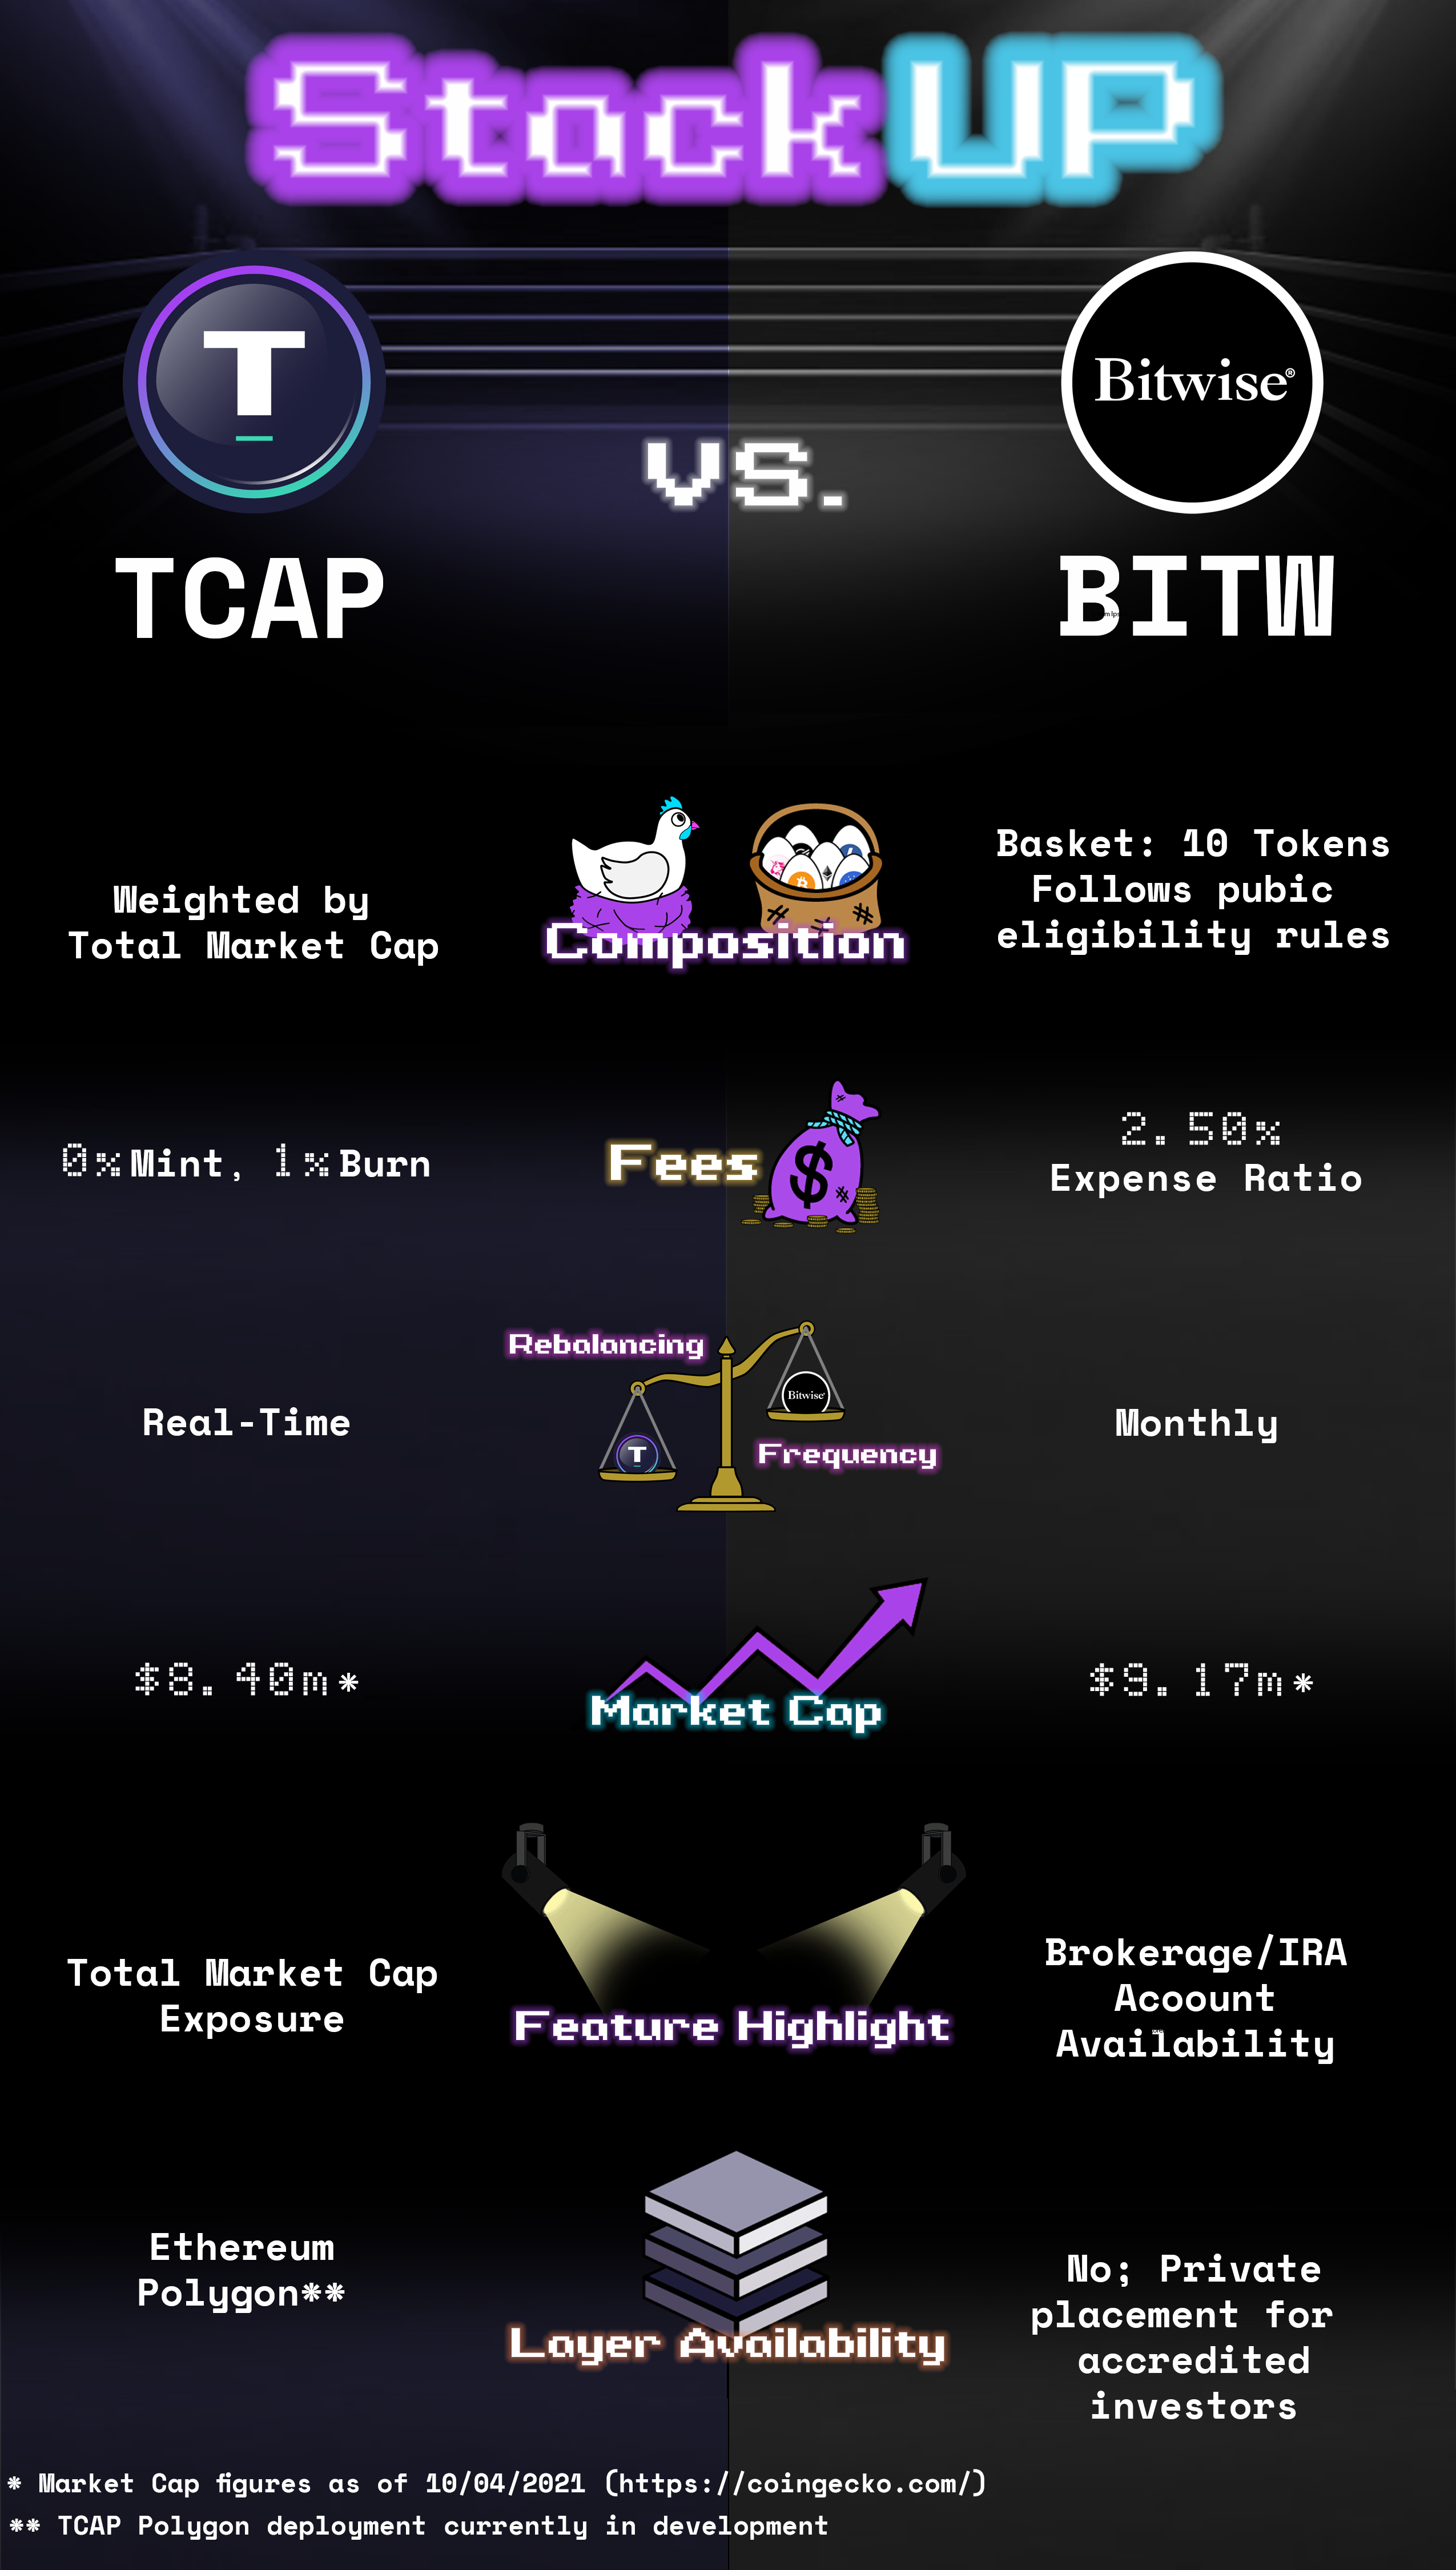 StackUP
T
Bitwise®
VS.
TCAP
BITW
Weighted by
Total Market Cap
Composition
Basket: 10 Tokens
Follows pubic
eligibility rules
0% Mint, 1% Burn
Fees
$
2.50%
Expense Ratio
Rebalancing
Real-Time
Bitwise
T
Frequency
Monthly
$8.40m*
Market Cap
$9.17m*
Total Market Cap
Exposure
Feature Highlight
Brokerage/IRA
Acoount
Availability
Ethereum
Polygon**
Layer Availability
No; Private
placement for
accredited
investors
* Market Cap figures as of 10/04/2021 (https://coingecko.com/)
** TCAP Polygon deployment currently in development